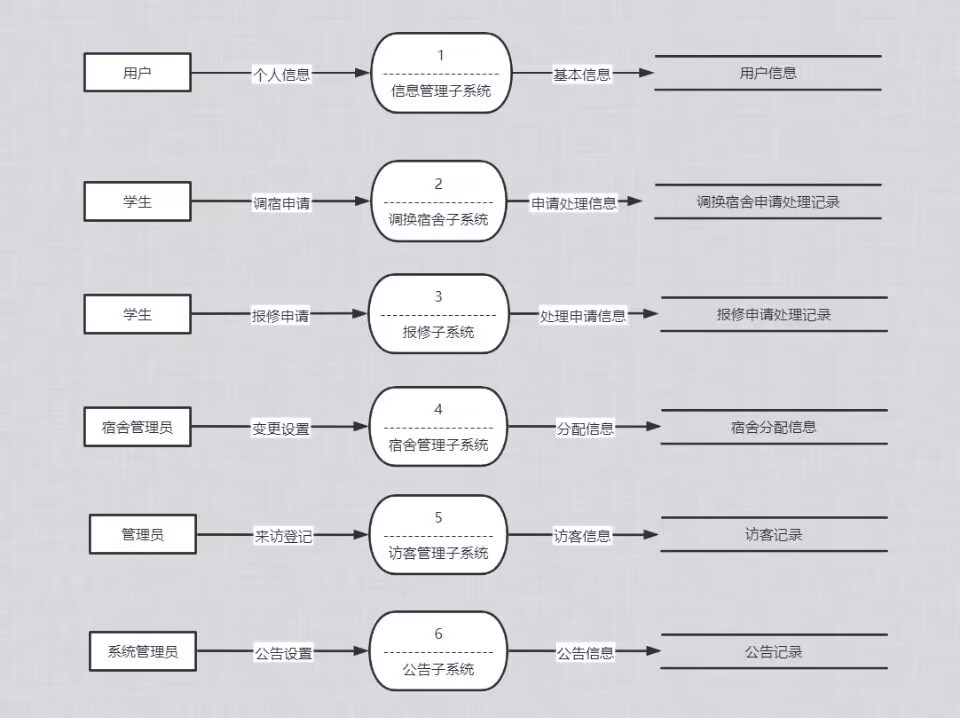 用户
个人信息
1
信息管理子系统
基本信息
用户信息
学生
调宿申请
2
调换宿舍子系统
申请处理信息
调换宿舍申请处理记录
学生
报修申请
3
报修子系统
处理申请信息
报修申请处理记录
宿舍管理员
变更设置
4
宿舍管理子系统
分配信息
宿舍分配信息
管理员
来访登记
5
访客管理子系统
访客信息
访客记录
系统管理员
公告设置
6
公告子系统
公告信息
公告记录